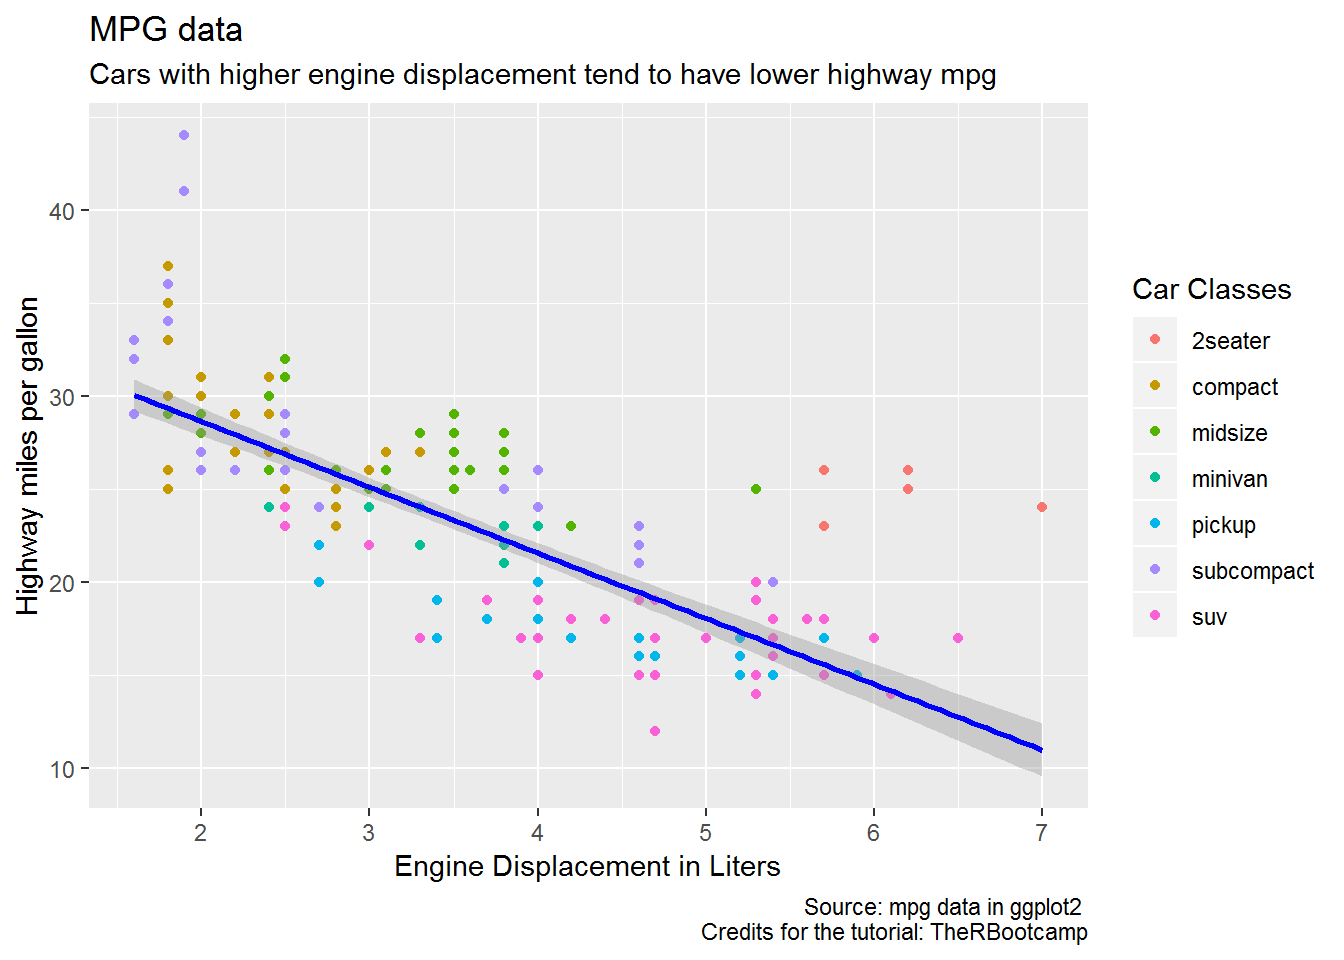 MPG data
Cars with higher engine displacement tend to have lower highway mpg
Highway miles per gallon
40
30
20
10
2
3
4
5
6
7
Engine Displacement in Liters
Car Classes
2seater
compact
midsize
minivan
pickup
subcompact
suv
Source: mpg data in ggplot2
Credits for the tutorial: TheRBootcamp